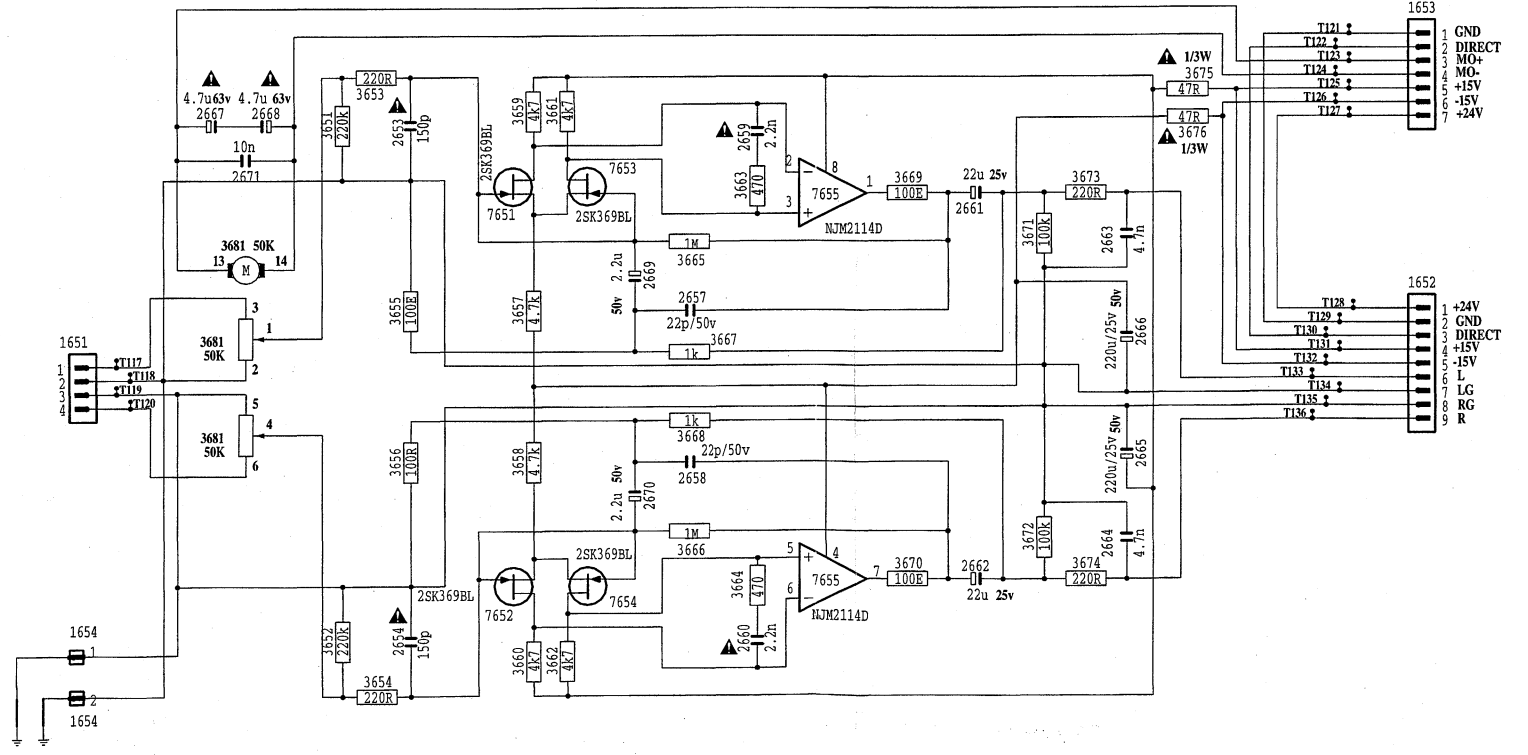 1653
T121 1 GND
T122 2 DIRECT
T123 3 MO+
T124 4 MO-
T125 5 +15V
T126 6 -15V
T127 7 +24V
1/3W
3675
47R
47R
3676
1/3W
4.7u 63v
2667
4.7u 63v
2668
10n
2671
3681 50K
13 M 14
220R
3653
3651
220k
2653
150p
3659
4k7
3661
4k7
2SK369BL
7651
7653
2SK369BL
2659
2.2n
3663
470
2
3
8
7655
1
NJM2114D
3669
100E
22u 25v
2661
3673
220R
3671
100k
2663
4.7n
1M
3665
2.2u
2669
50v
2657
22p/50v
3667
1k
3655
100E
3657
4.7k
220u/25v 50v
2666
1652
T128 1 +24V
T129 2 GND
T130 3 DIRECT
T131 4 +15V
T132 5 -15V
T133 6 L
T134 7 LG
T135 8 RG
T136 9 R
1651
1 T117
2 T118
3 T119
4 T120
3
3681
50K
1
2
5
3681
50K
4
6
3656
100R
3658
4.7k
1k
3668
22p/50v
2658
2.2u 50v
2670
1M
3666
220u/25v 50v
2665
3672
100k
2664
4.7n
2SK369BL
7652
2SK369BL
7654
3664
470
2660
2.2n
5
6
4
7655
7
NJM2114D
3670
100E
2662
22u 25v
3674
220R
3652
220k
2654
150p
3654
220R
3660
4k7
3662
4k7
1654
1
2
1654